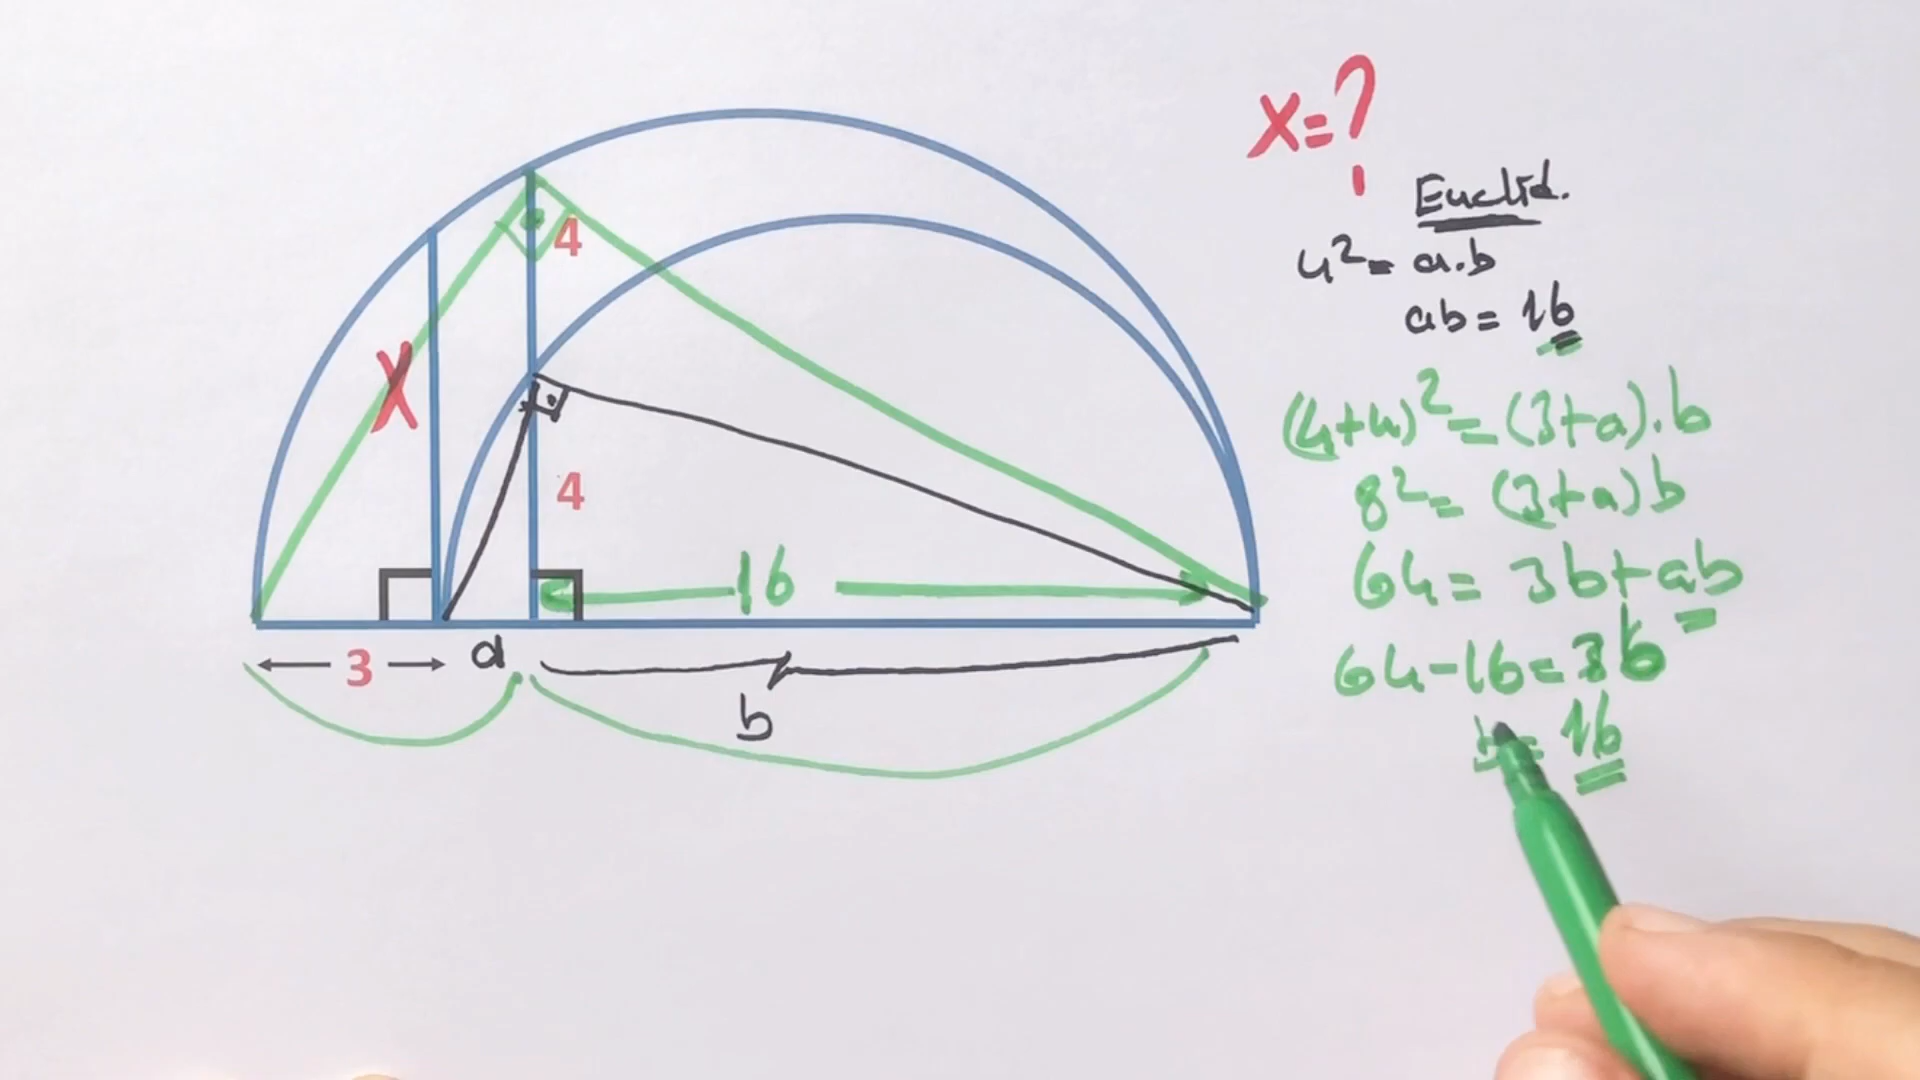 x=?
Euclid.
4²= a.b
ab= 16
(4+4)²=(3+a).b
8²= (3+a)b
64= 3b+ab
64-16=3b
b= 16
4
X
4
16
3
a
b